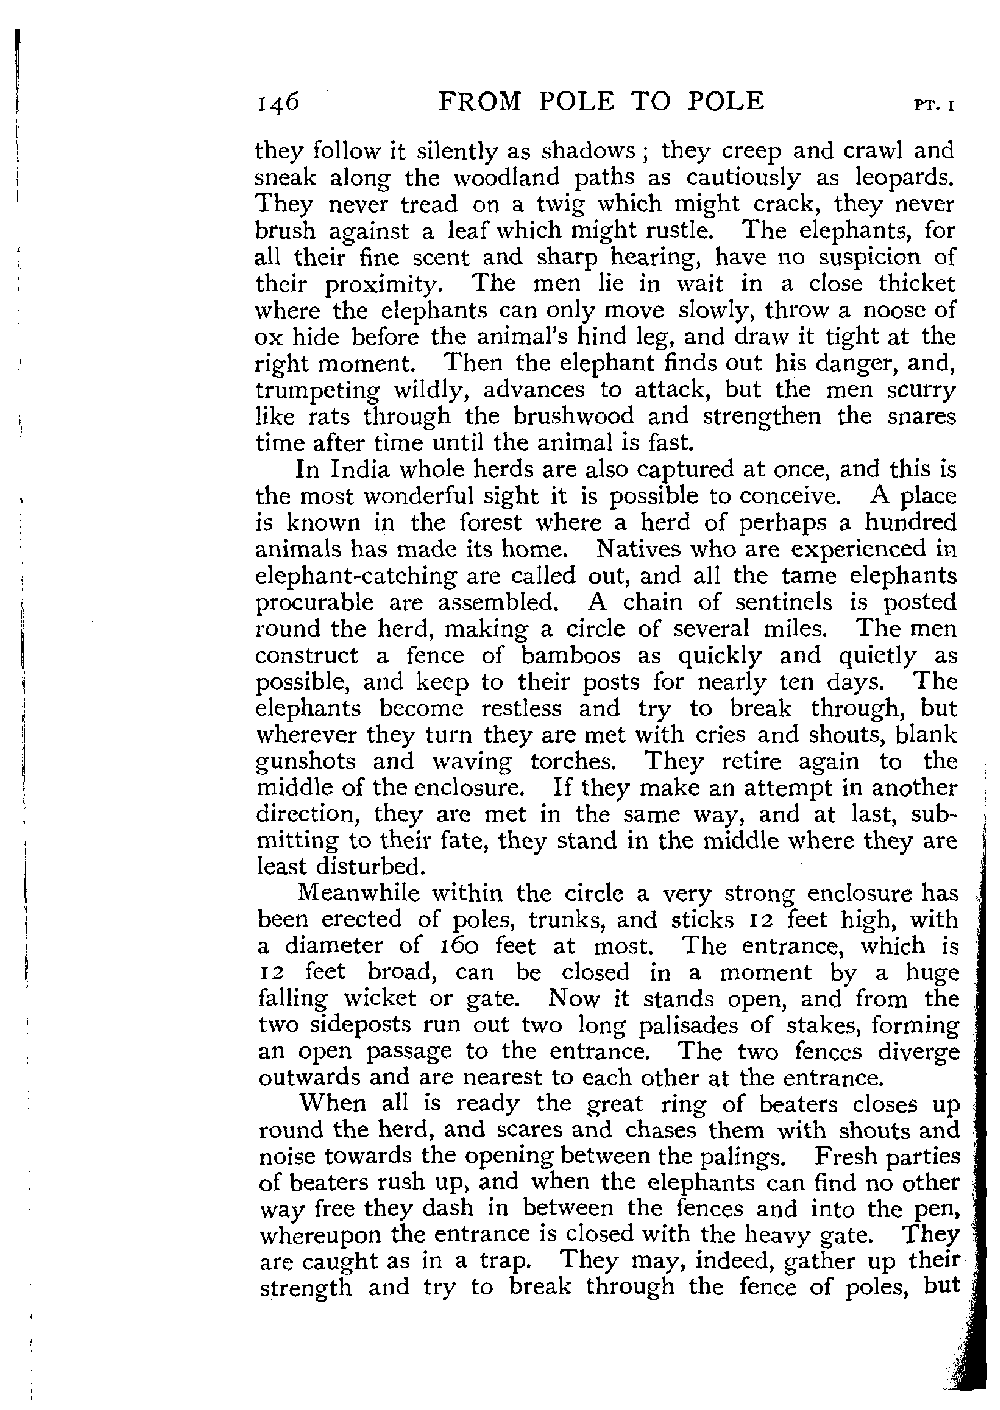 146 FROM POLE TO POLE PT. I
they follow it silently as shadows; they creep and crawl and
sneak along the woodland paths as cautiously as leopards.
They never tread on a twig which might crack, they never
brush against a leaf which might rustle. The elephants, for
all their fine scent and sharp hearing, have no suspicion of
their proximity. The men lie in wait in a close thicket
where the elephants can only move slowly, throw a noose of
ox hide before the animal's hind leg, and draw it tight at the
right moment. Then the elephant finds out his danger, and,
trumpeting wildly, advances to attack, but the men scurry
like rats through the brushwood and strengthen the snares
time after time until the animal is fast.
In India whole herds are also captured at once, and this is
the most wonderful sight it is possible to conceive. A place
is known in the forest where a herd of perhaps a hundred
animals has made its home. Natives who are experienced in
elephant-catching are called out, and all the tame elephants
procurable are assembled. A chain of sentinels is posted
round the herd, making a circle of several miles. The men
construct a fence of bamboos as quickly and quietly as
possible, and keep to their posts for nearly ten days. The
elephants become restless and try to break through, but
wherever they turn they are met with cries and shouts, blank
gunshots and waving torches. They retire again to the
middle of the enclosure. If they make an attempt in another
direction, they are met in the same way, and at last, sub-
mitting to their fate, they stand in the middle where they are
least disturbed.
Meanwhile within the circle a very strong enclosure has
been erected of poles, trunks, and sticks 12 feet high, with
a diameter of 160 feet at most. The entrance, which is
12 feet broad, can be closed in a moment by a huge
falling wicket or gate. Now it stands open, and from the
two sideposts run out two long palisades of stakes, forming
an open passage to the entrance. The two fences diverge
outwards and are nearest to each other at the entrance.
When all is ready the great ring of beaters closes up
round the herd, and scares and chases them with shouts and
noise towards the opening between the palings. Fresh parties
of beaters rush up, and when the elephants can find no other
way free they dash in between the fences and into the pen,
whereupon the entrance is closed with the heavy gate. They
are caught as in a trap. They may, indeed, gather up their
strength and try to break through the fence of poles, but